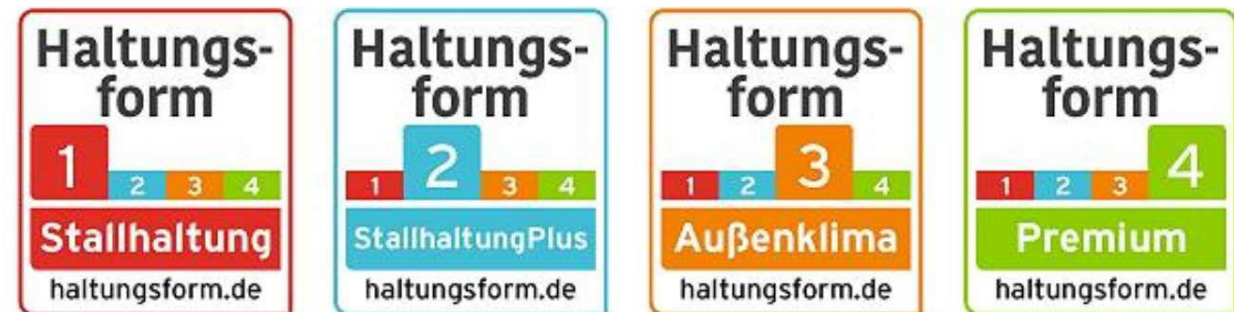 Haltungs-
form
1 2 3 4
Stallhaltung
haltungsform.de
Haltungs-
form
1 2 3 4
StallhaltungPlus
haltungsform.de
Haltungs-
form
1 2 3 4
Außenklima
haltungsform.de
Haltungs-
form
1 2 3 4
Premium
haltungsform.de